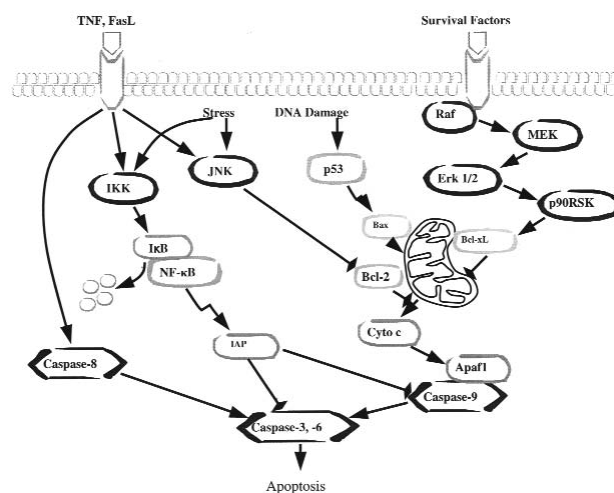 TNF, FasL
Survival Factors
Stress
DNA Damage
Raf
MEK
IKK
JNK
p53
Erk 1/2
p90RSK
Bax
Bcl-xL
IκB
NF-κB
Bcl-2
Cyto c
IAP
Caspase-8
Apaf1
Caspase-9
Caspase-3, -6
Apoptosis